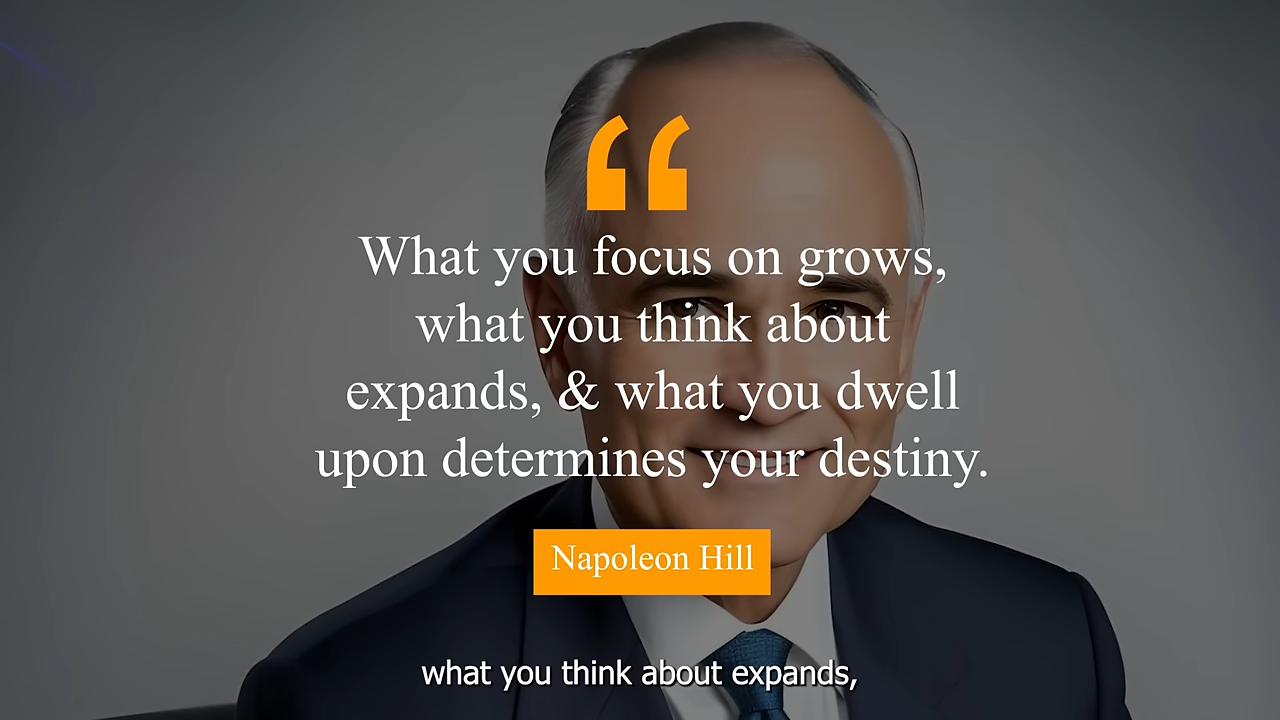 “
What you focus on grows,
what you think about
expands, & what you dwell
upon determines your destiny.
Napoleon Hill
what you think about expands,